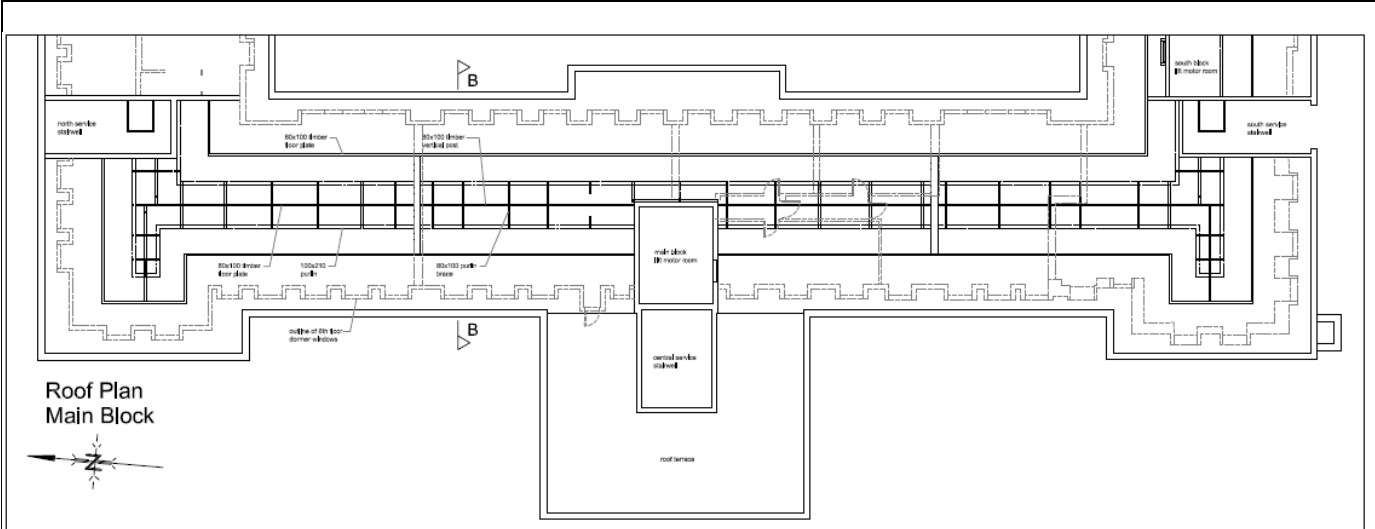 B
south block
lift motor room
north service
stairwell
south service
stairwell
60x100 timber
floor plate
80x100 timber
vertical post
main block
lift motor room
80x100 timber
floor plate
100x210
purlin
80x100 purlin
brace
outline of 6th floor
dormer windows
B
central service
stairwell
Roof Plan
Main Block
N
roof terrace